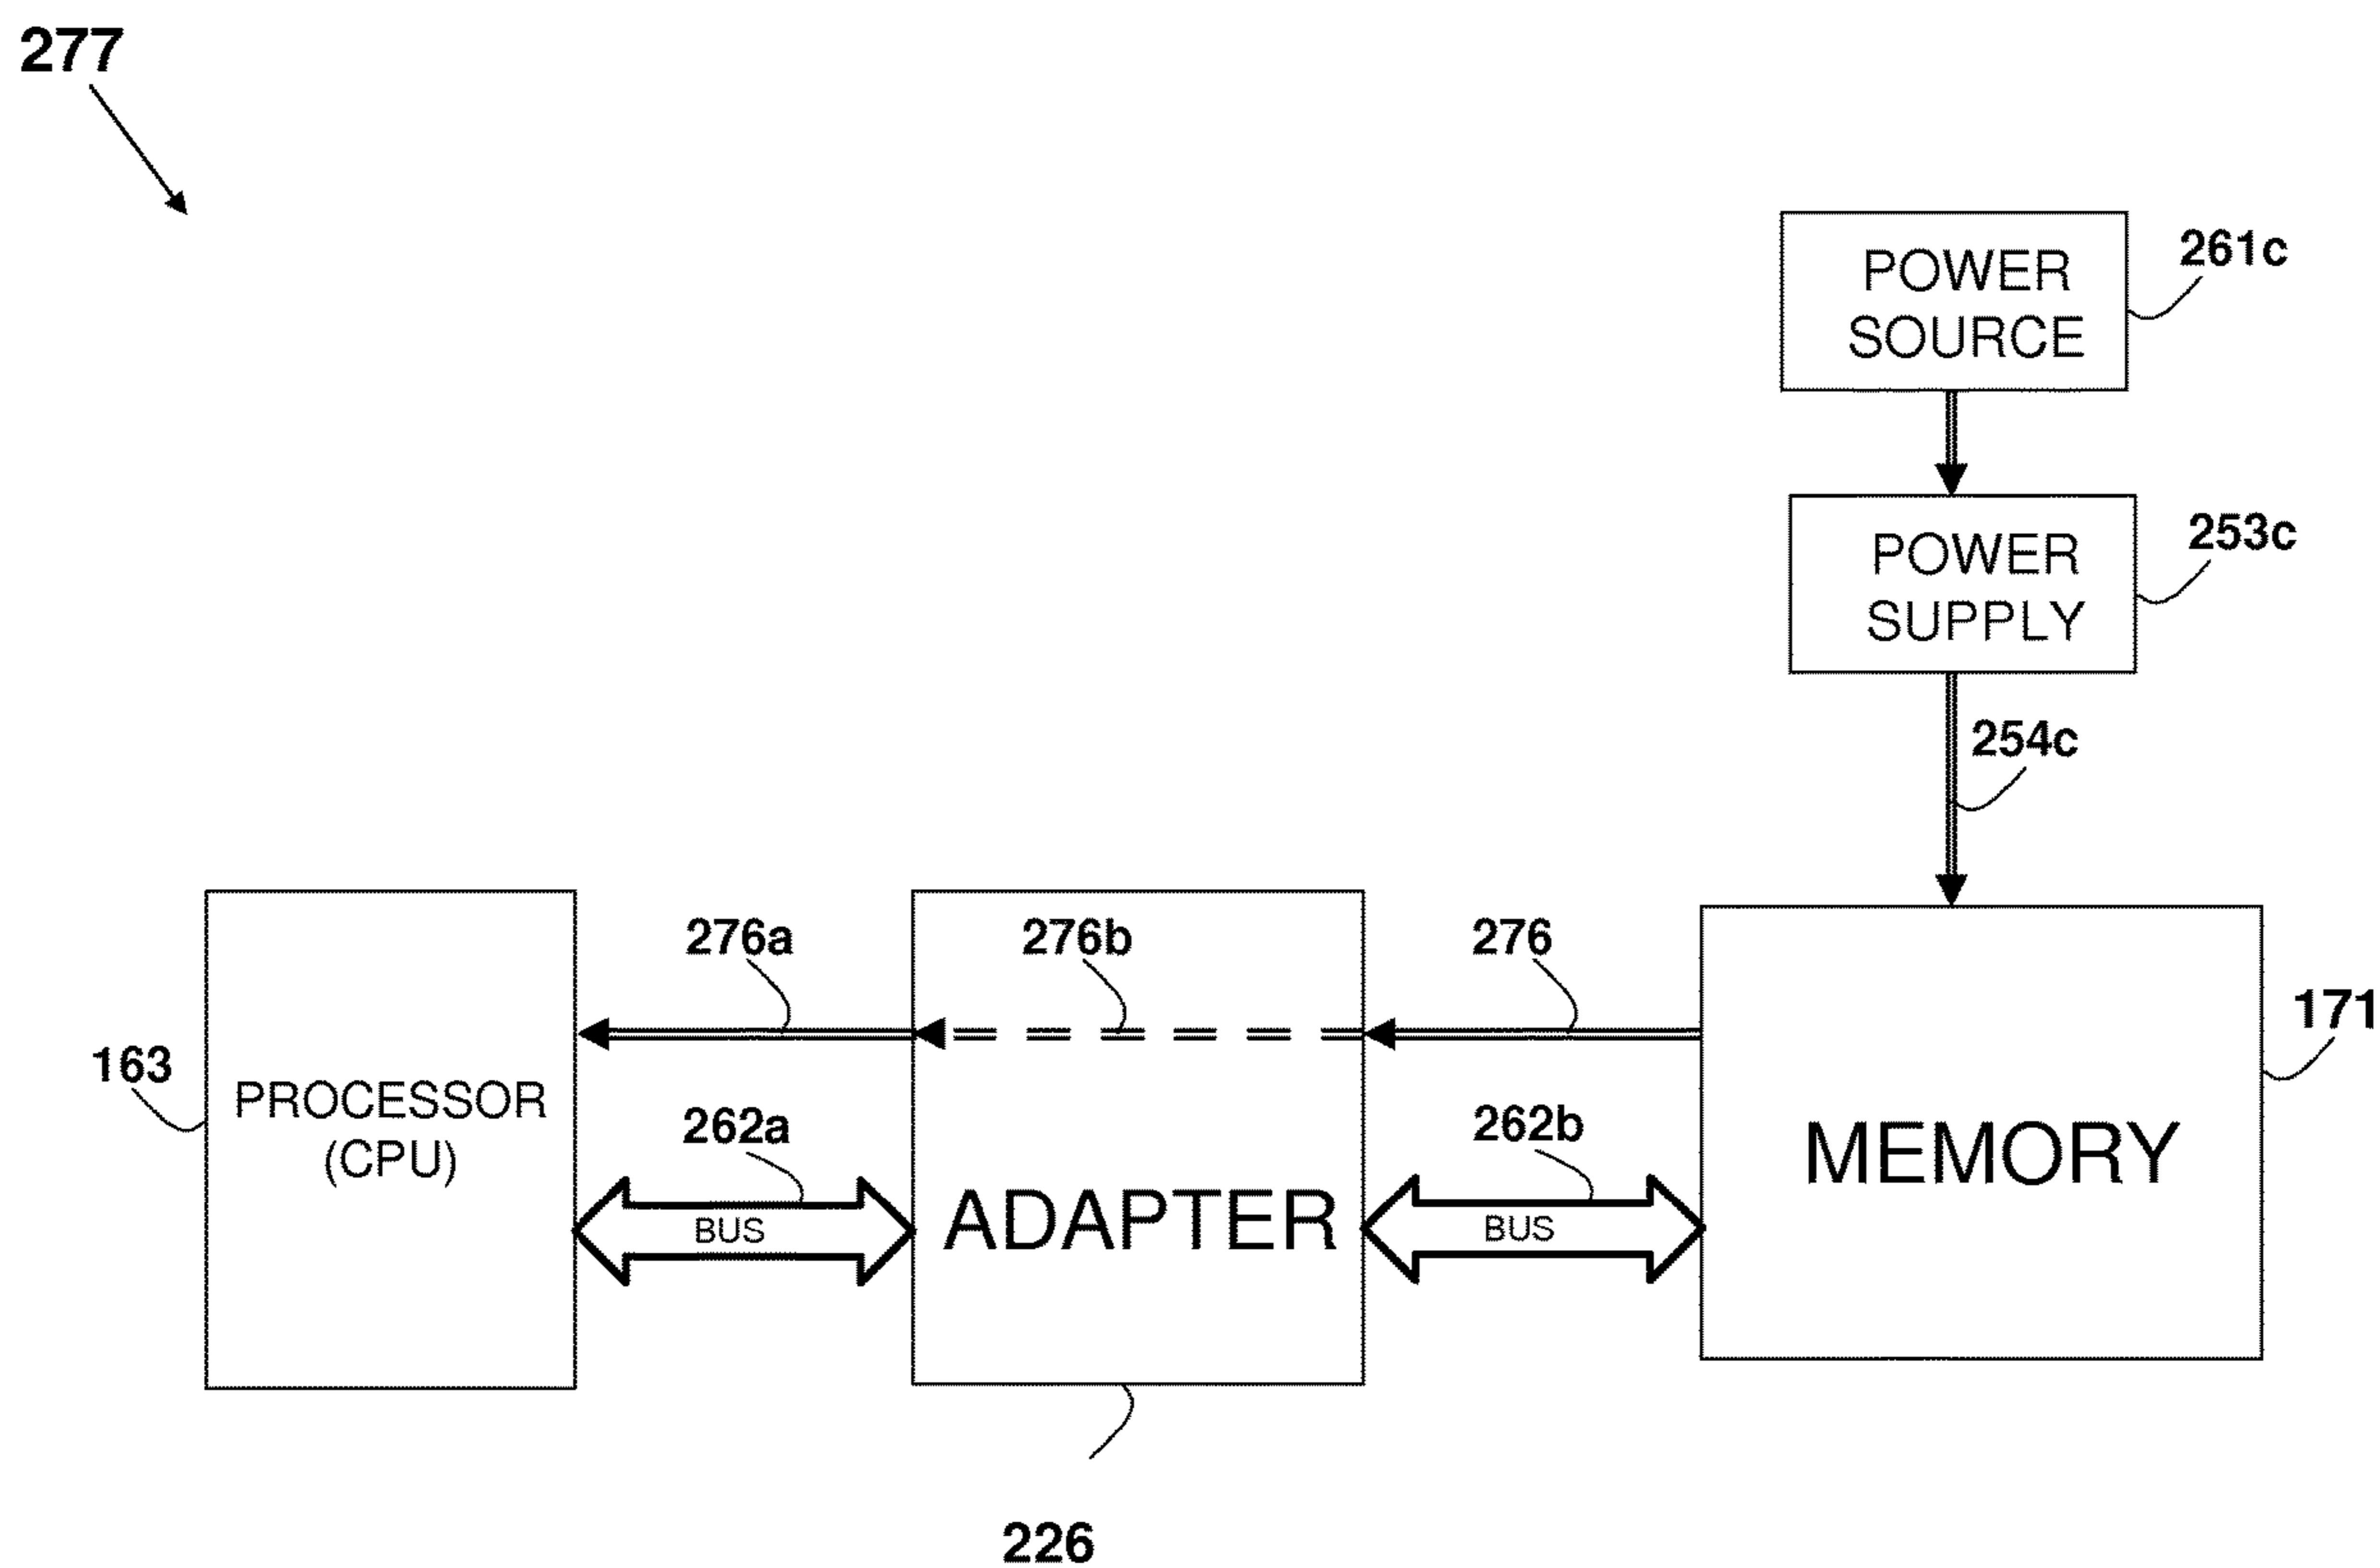 277
POWER
SOURCE
261c
POWER
SUPPLY
253c
254c
276a
276b
276
171
163
PROCESSOR
(CPU)
262a
BUS
ADAPTER
262b
BUS
MEMORY
226